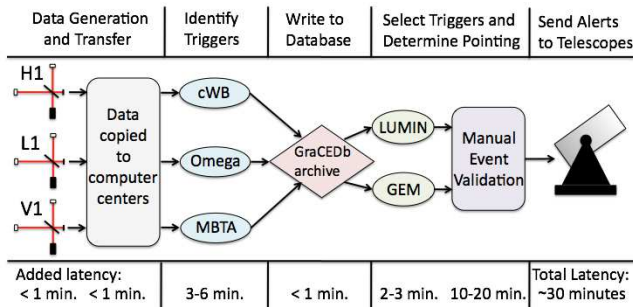 Data Generation
and Transfer
Identify
Triggers
Write to
Database
Select Triggers and
Determine Pointing
Send Alerts
to Telescopes
H1
L1
V1
Data
copied
to
computer
centers
cWB
Omega
MBTA
GraCEDb
archive
LUMIN
GEM
Manual
Event
Validation
Added latency:
< 1 min. < 1 min.
3-6 min.
< 1 min.
2-3 min. 10-20 min.
Total Latency:
~30 minutes